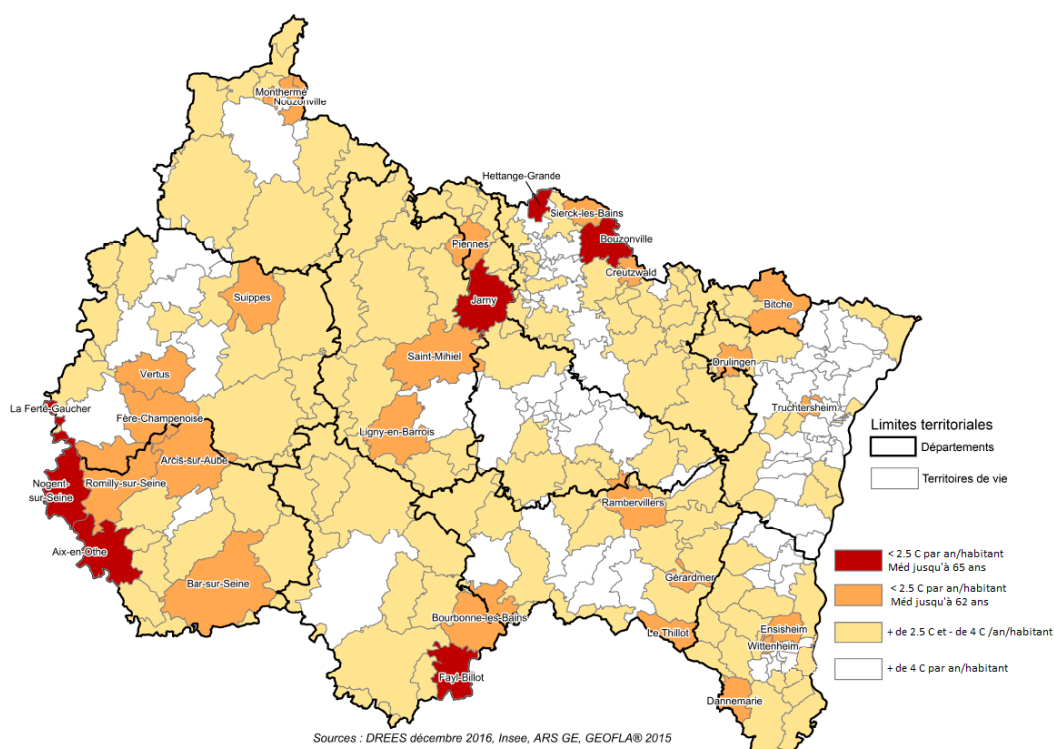 Montherme
Nouzonville
Hettange-Grande
Sierck-les-Bains
Piennes
Bouzonville
Creutzwald
Suippes
Jarny
Bitche
Saint-Mihiel
Drulingen
Vertus
La Ferté-Gaucher
Truchtersheim
Fère-Champenoise
Ligny-en-Barrois
Arcis-sur-Aube
Nogent-
sur-Seine
Romilly-sur-Seine
Rambervillers
Aix-en-Othe
Bar-sur-Seine
Gérardmer
Bourbonne-les-Bains
Le Thillot
Ensisheim
Wittenheim
Fayl-Billot
Dannemarie
Limites territoriales
Départements
Territoires de vie
< 2.5 C par an/habitant
Méd jusqu'à 65 ans
< 2.5 C par an/habitant
Méd jusqu'à 62 ans
+ de 2.5 C et - de 4 C /an/habitant
+ de 4 C par an/habitant
Sources : DREES décembre 2016, Insee, ARS GE, GEOFLA® 2015